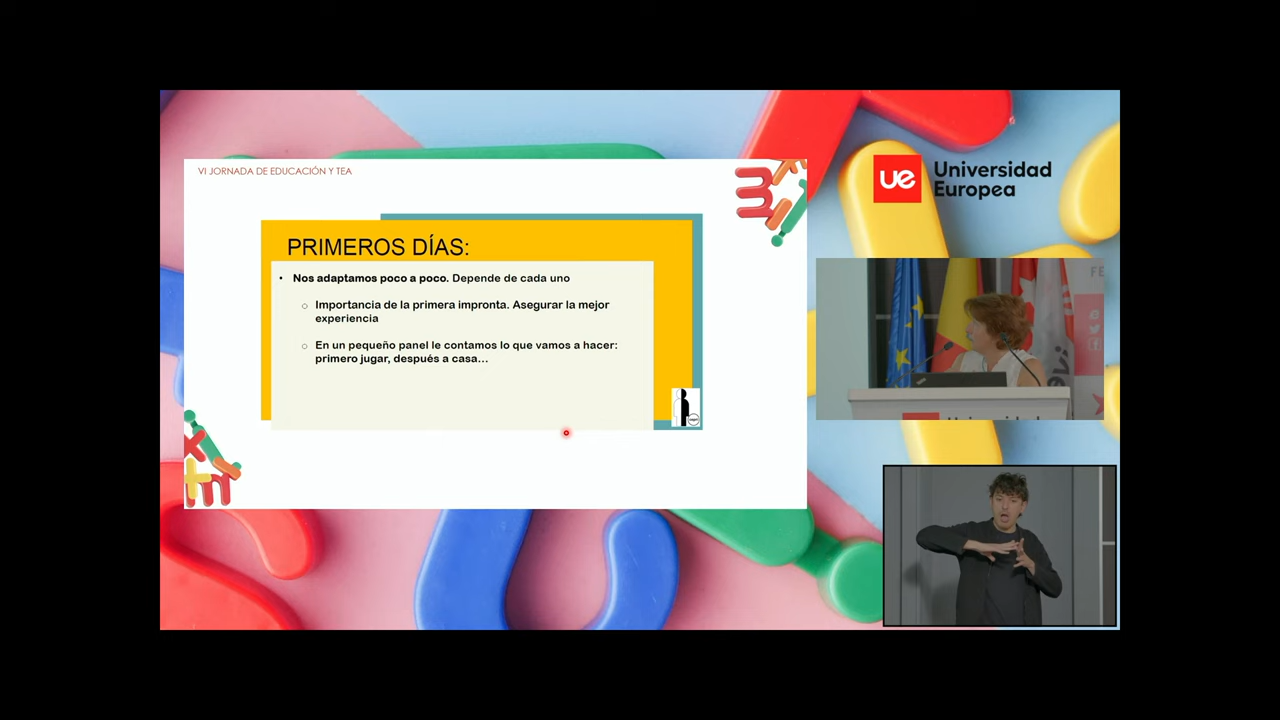 VI JORNADA DE EDUCACIÓN Y TEA
PRIMEROS DÍAS:
• Nos adaptamos poco a poco. Depende de cada uno
○ Importancia de la primera impronta. Asegurar la mejor
experiencia
○ En un pequeño panel le contamos lo que vamos a hacer:
primero jugar, después a casa...
ue Universidad
Europea
FE